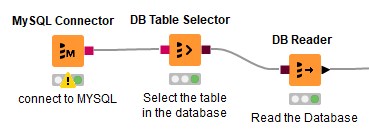 MySQL Connector
DB Table Selector
DB Reader
M
connect to MYSQL
Select the table
in the database
Read the Database